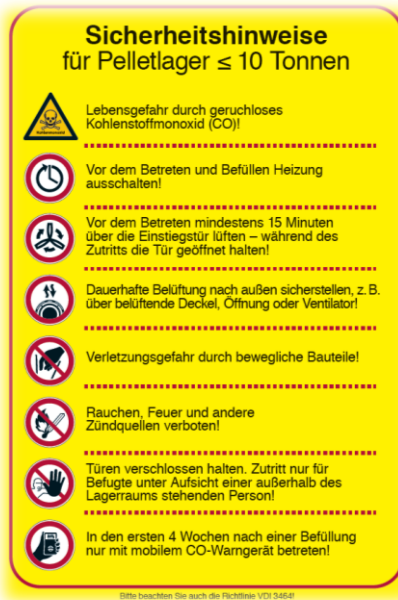 Sicherheitshinweise
für Pelletlager ≤ 10 Tonnen
Lebensgefahr durch geruchloses
Kohlenstoffmonoxid (CO)!
Vor dem Betreten und Befüllen Heizung
ausschalten!
Vor dem Betreten mindestens 15 Minuten
über die Einstiegstür lüften – während des
Zutritts die Tür geöffnet halten!
Dauerhafte Belüftung nach außen sicherstellen, z. B.
über belüftende Deckel, Öffnung oder Ventilator!
Verletzungsgefahr durch bewegliche Bauteile!
Rauchen, Feuer und andere
Zündquellen verboten!
Türen verschlossen halten. Zutritt nur für
Befugte unter Aufsicht einer außerhalb des
Lagerraums stehenden Person!
In den ersten 4 Wochen nach einer Befüllung
nur mit mobilem CO-Warngerät betreten!
Bitte beachten Sie auch die Richtlinie VDI 3464!